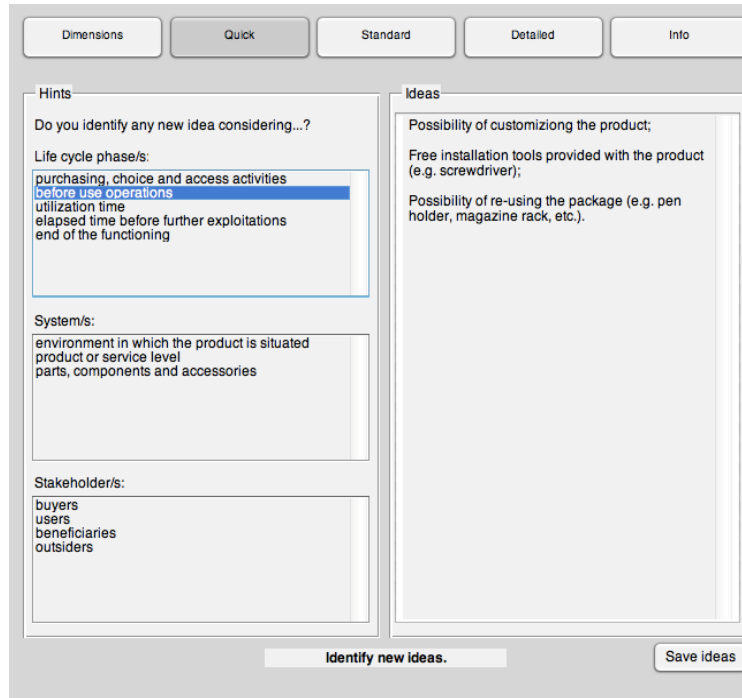 Dimensions
Quick
Standard
Detailed
Info
Hints
Do you identify any new idea considering...?
Life cycle phase/s:
purchasing, choice and access activities
before use operations
utilization time
elapsed time before further exploitations
end of the functioning
System/s:
environment in which the product is situated
product or service level
parts, components and accessories
Stakeholder/s:
buyers
users
beneficiaries
outsiders
Ideas
Possibility of customiziong the product;
Free installation tools provided with the product
(e.g. screwdriver);
Possibility of re-using the package (e.g. pen
holder, magazine rack, etc.).
Identify new ideas.
Save ideas